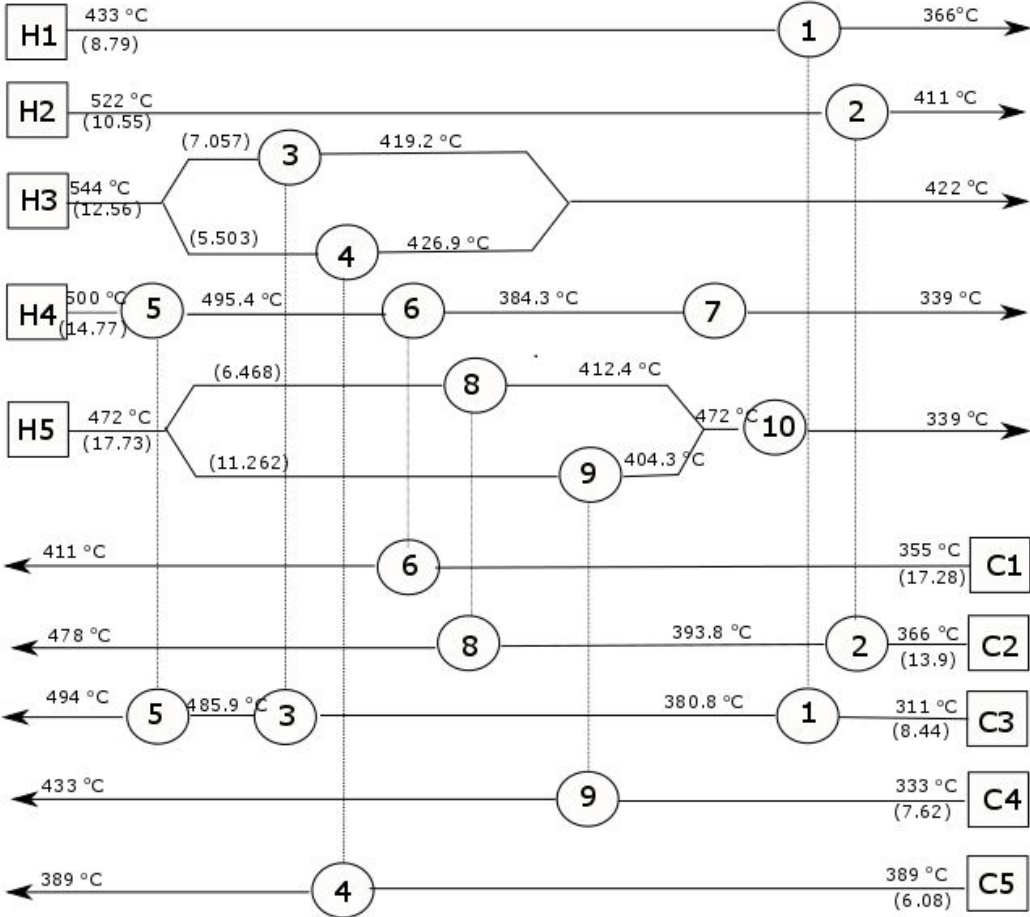 H1
433 °C
(8.79)
1
366°C
H2
522 °C
(10.55)
2
411 °C
H3
544 °C
(12.56)
(7.057)
3
419.2 °C
(5.503)
4
426.9 °C
422 °C
H4
500 °C
(14.77)
5
495.4 °C
6
384.3 °C
7
339 °C
H5
472 °C
(17.73)
(6.468)
8
412.4 °C
(11.262)
9
404.3 °C
472 °C
10
339 °C
411 °C
6
355 °C
(17.28)
C1
478 °C
8
393.8 °C
2
366 °C
(13.9)
C2
494 °C
5
485.9 °C
3
380.8 °C
1
311 °C
(8.44)
C3
433 °C
9
333 °C
(7.62)
C4
389 °C
4
389 °C
(6.08)
C5